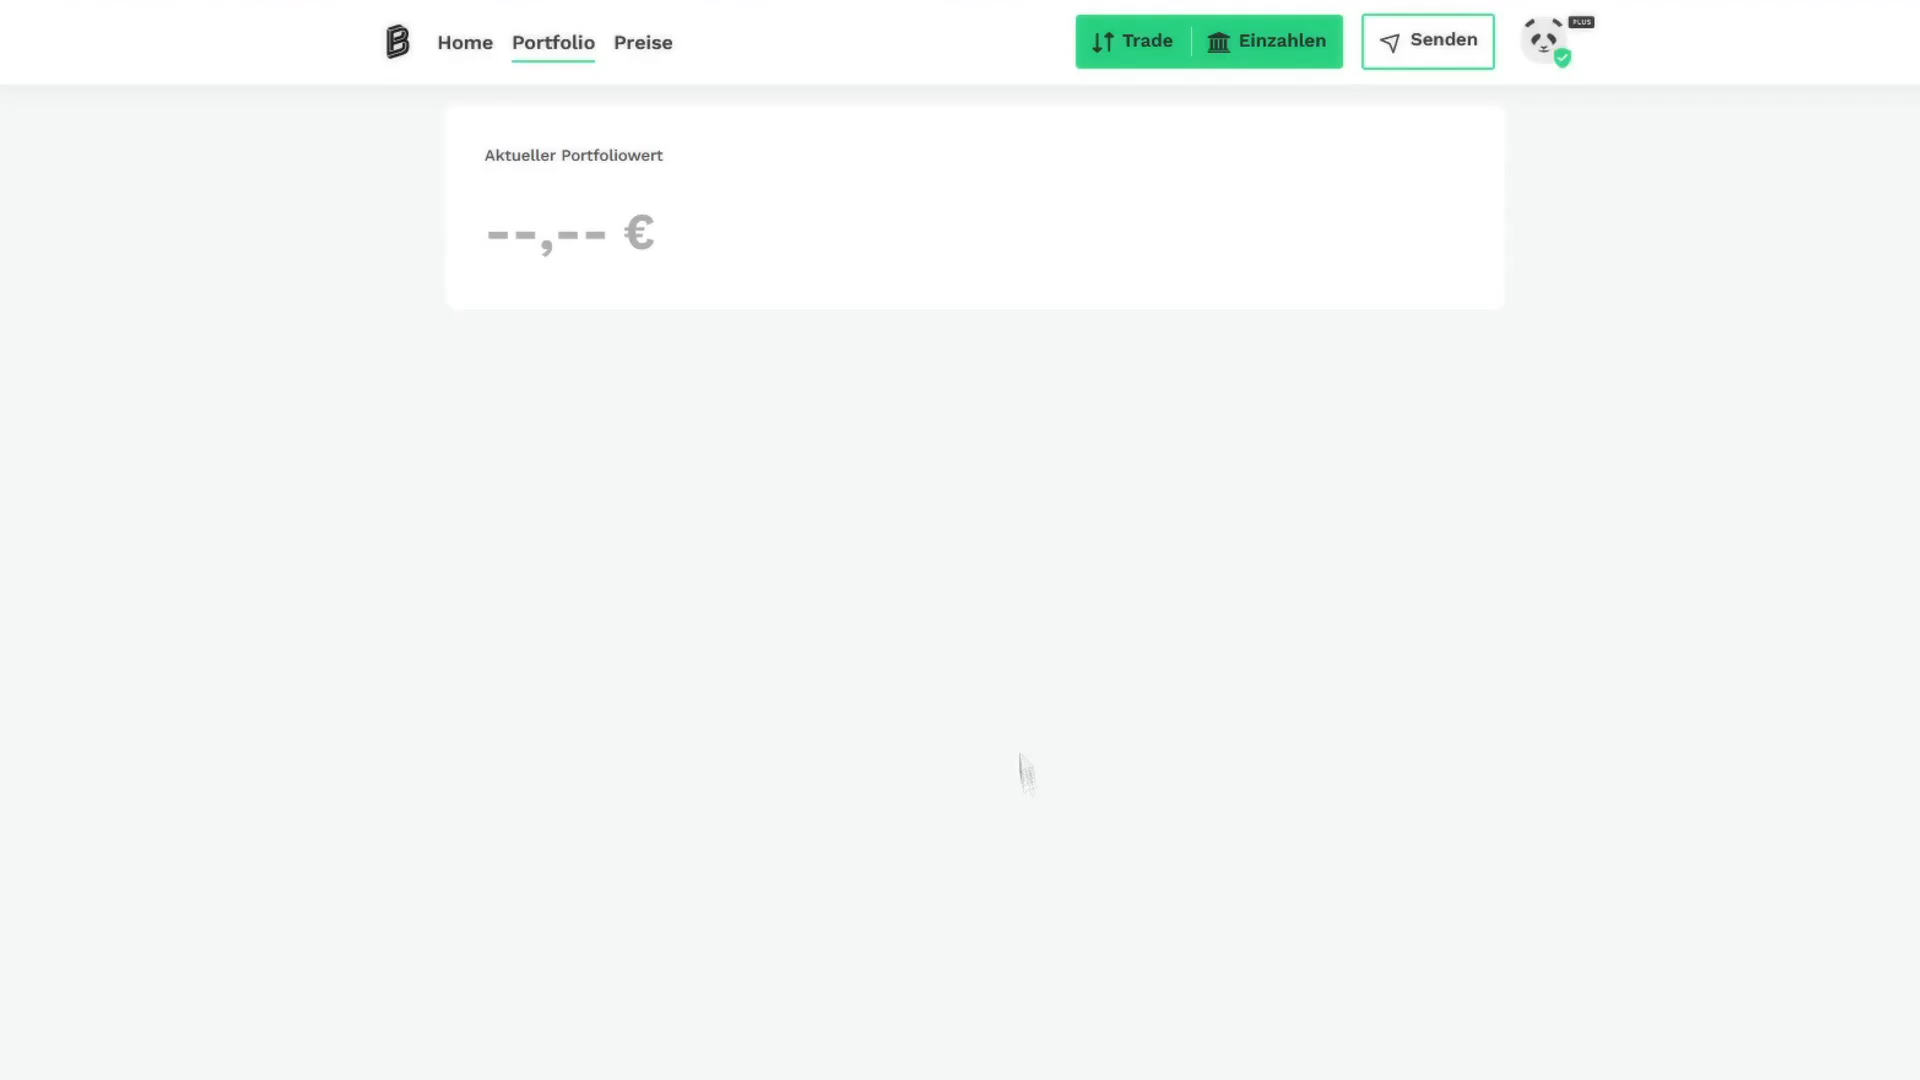 Home Portfolio Preise
Trade Einzahlen Senden PLUS
Aktueller Portfoliowert
--,-- €